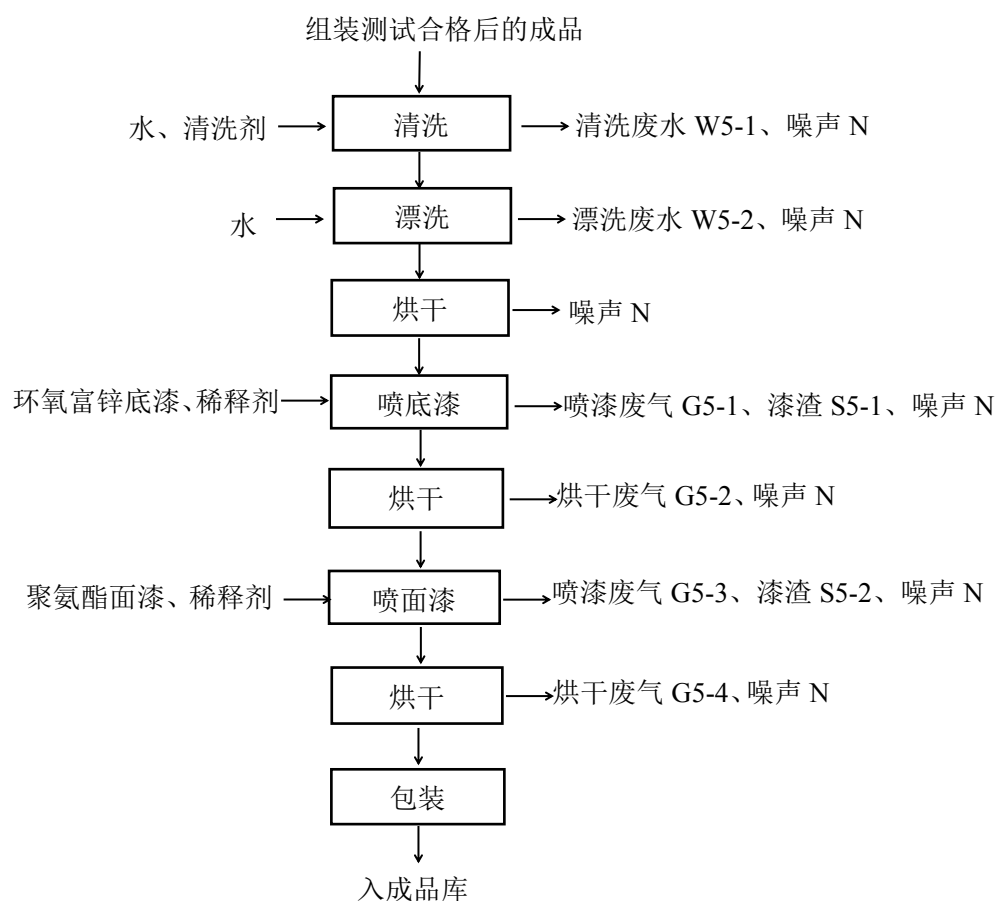 组装测试合格后的成品
水、清洗剂 清洗 清洗废水 W5-1、噪声 N
水 漂洗 漂洗废水 W5-2、噪声 N
烘干 噪声 N
环氧富锌底漆、稀释剂 喷底漆 喷漆废气 G5-1、漆渣 S5-1、噪声 N
烘干 烘干废气 G5-2、噪声 N
聚氨酯面漆、稀释剂 喷面漆 喷漆废气 G5-3、漆渣 S5-2、噪声 N
烘干 烘干废气 G5-4、噪声 N
包装
入成品库